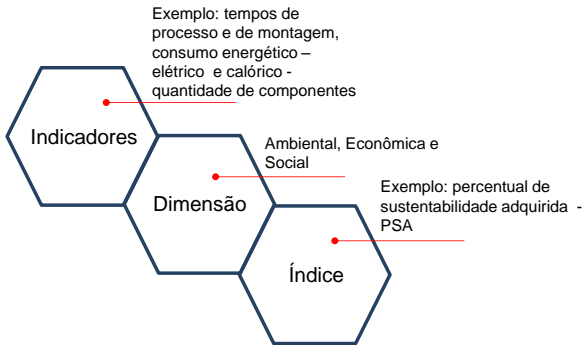 Exemplo: tempos de
processo e de montagem,
consumo energético –
elétrico e calórico -
quantidade de componentes
Indicadores
Ambiental, Econômica e
Social
Dimensão
Exemplo: percentual de
sustentabilidade adquirida -
PSA
Índice